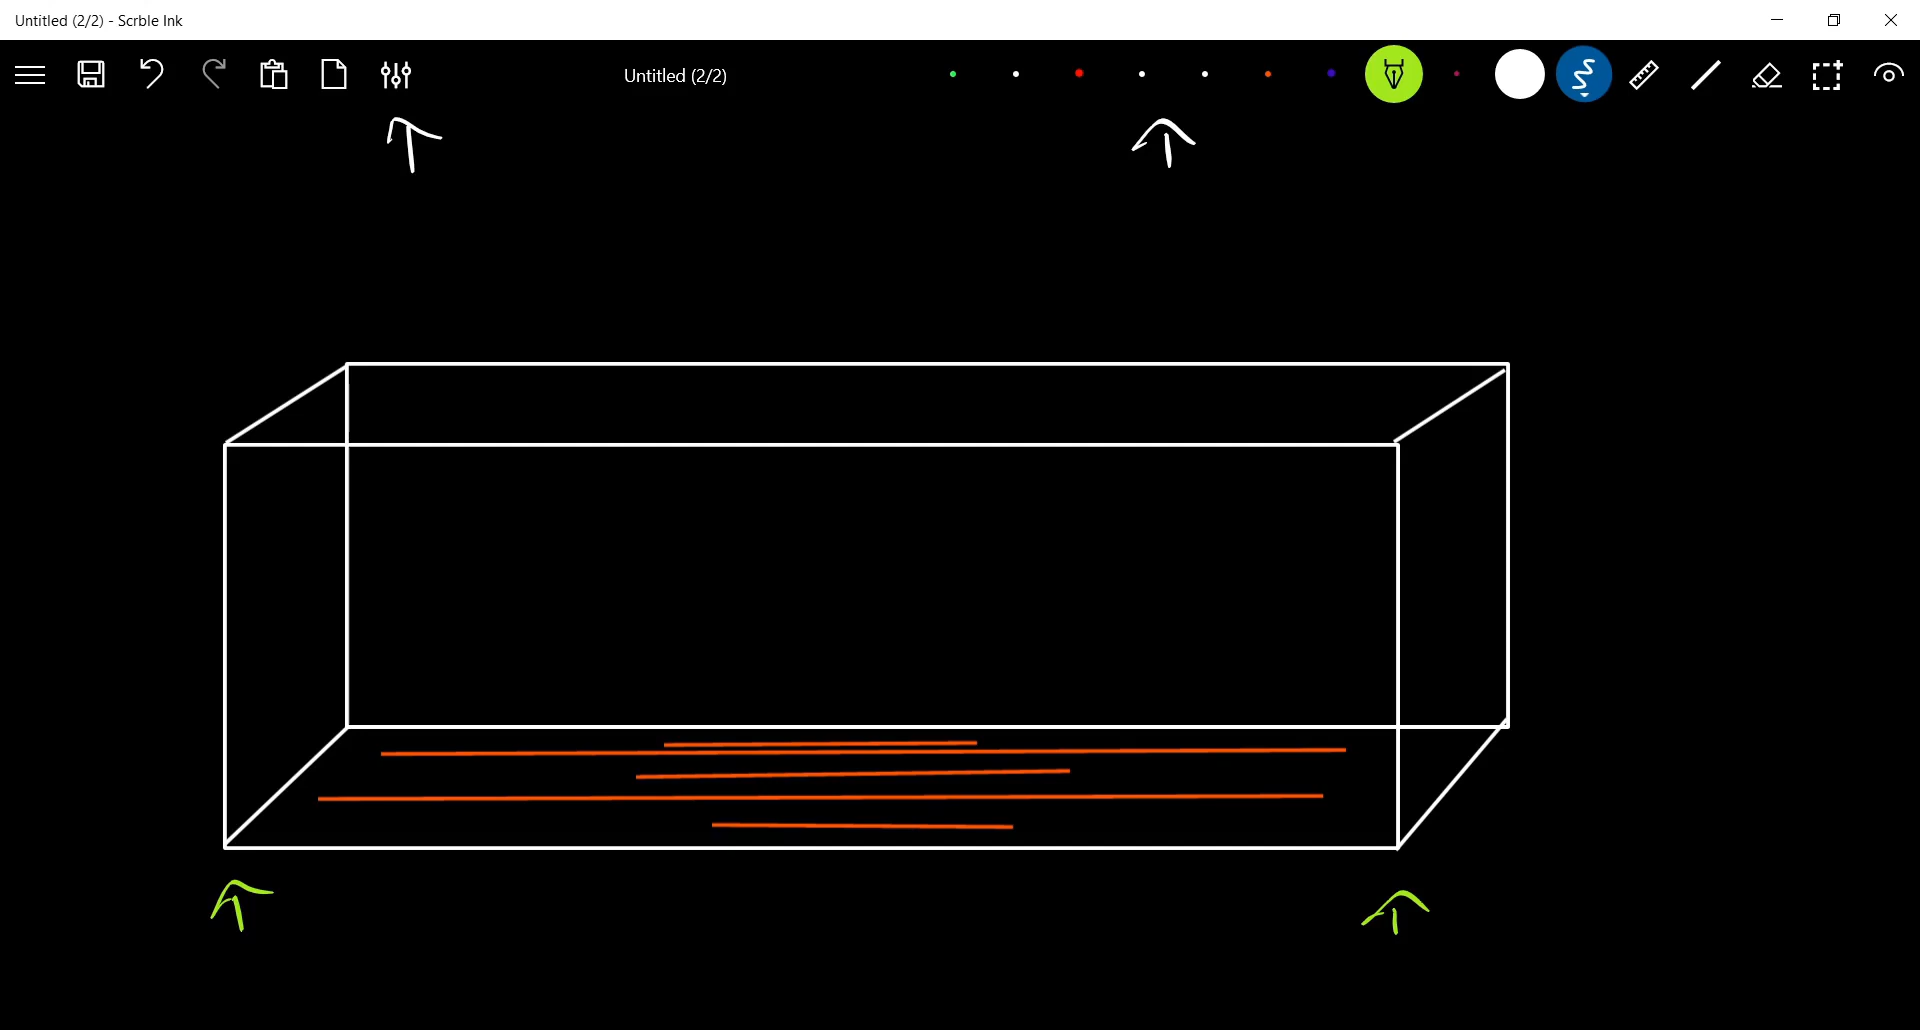 Untitled (2/2) - Scrble Ink
Untitled (2/2)